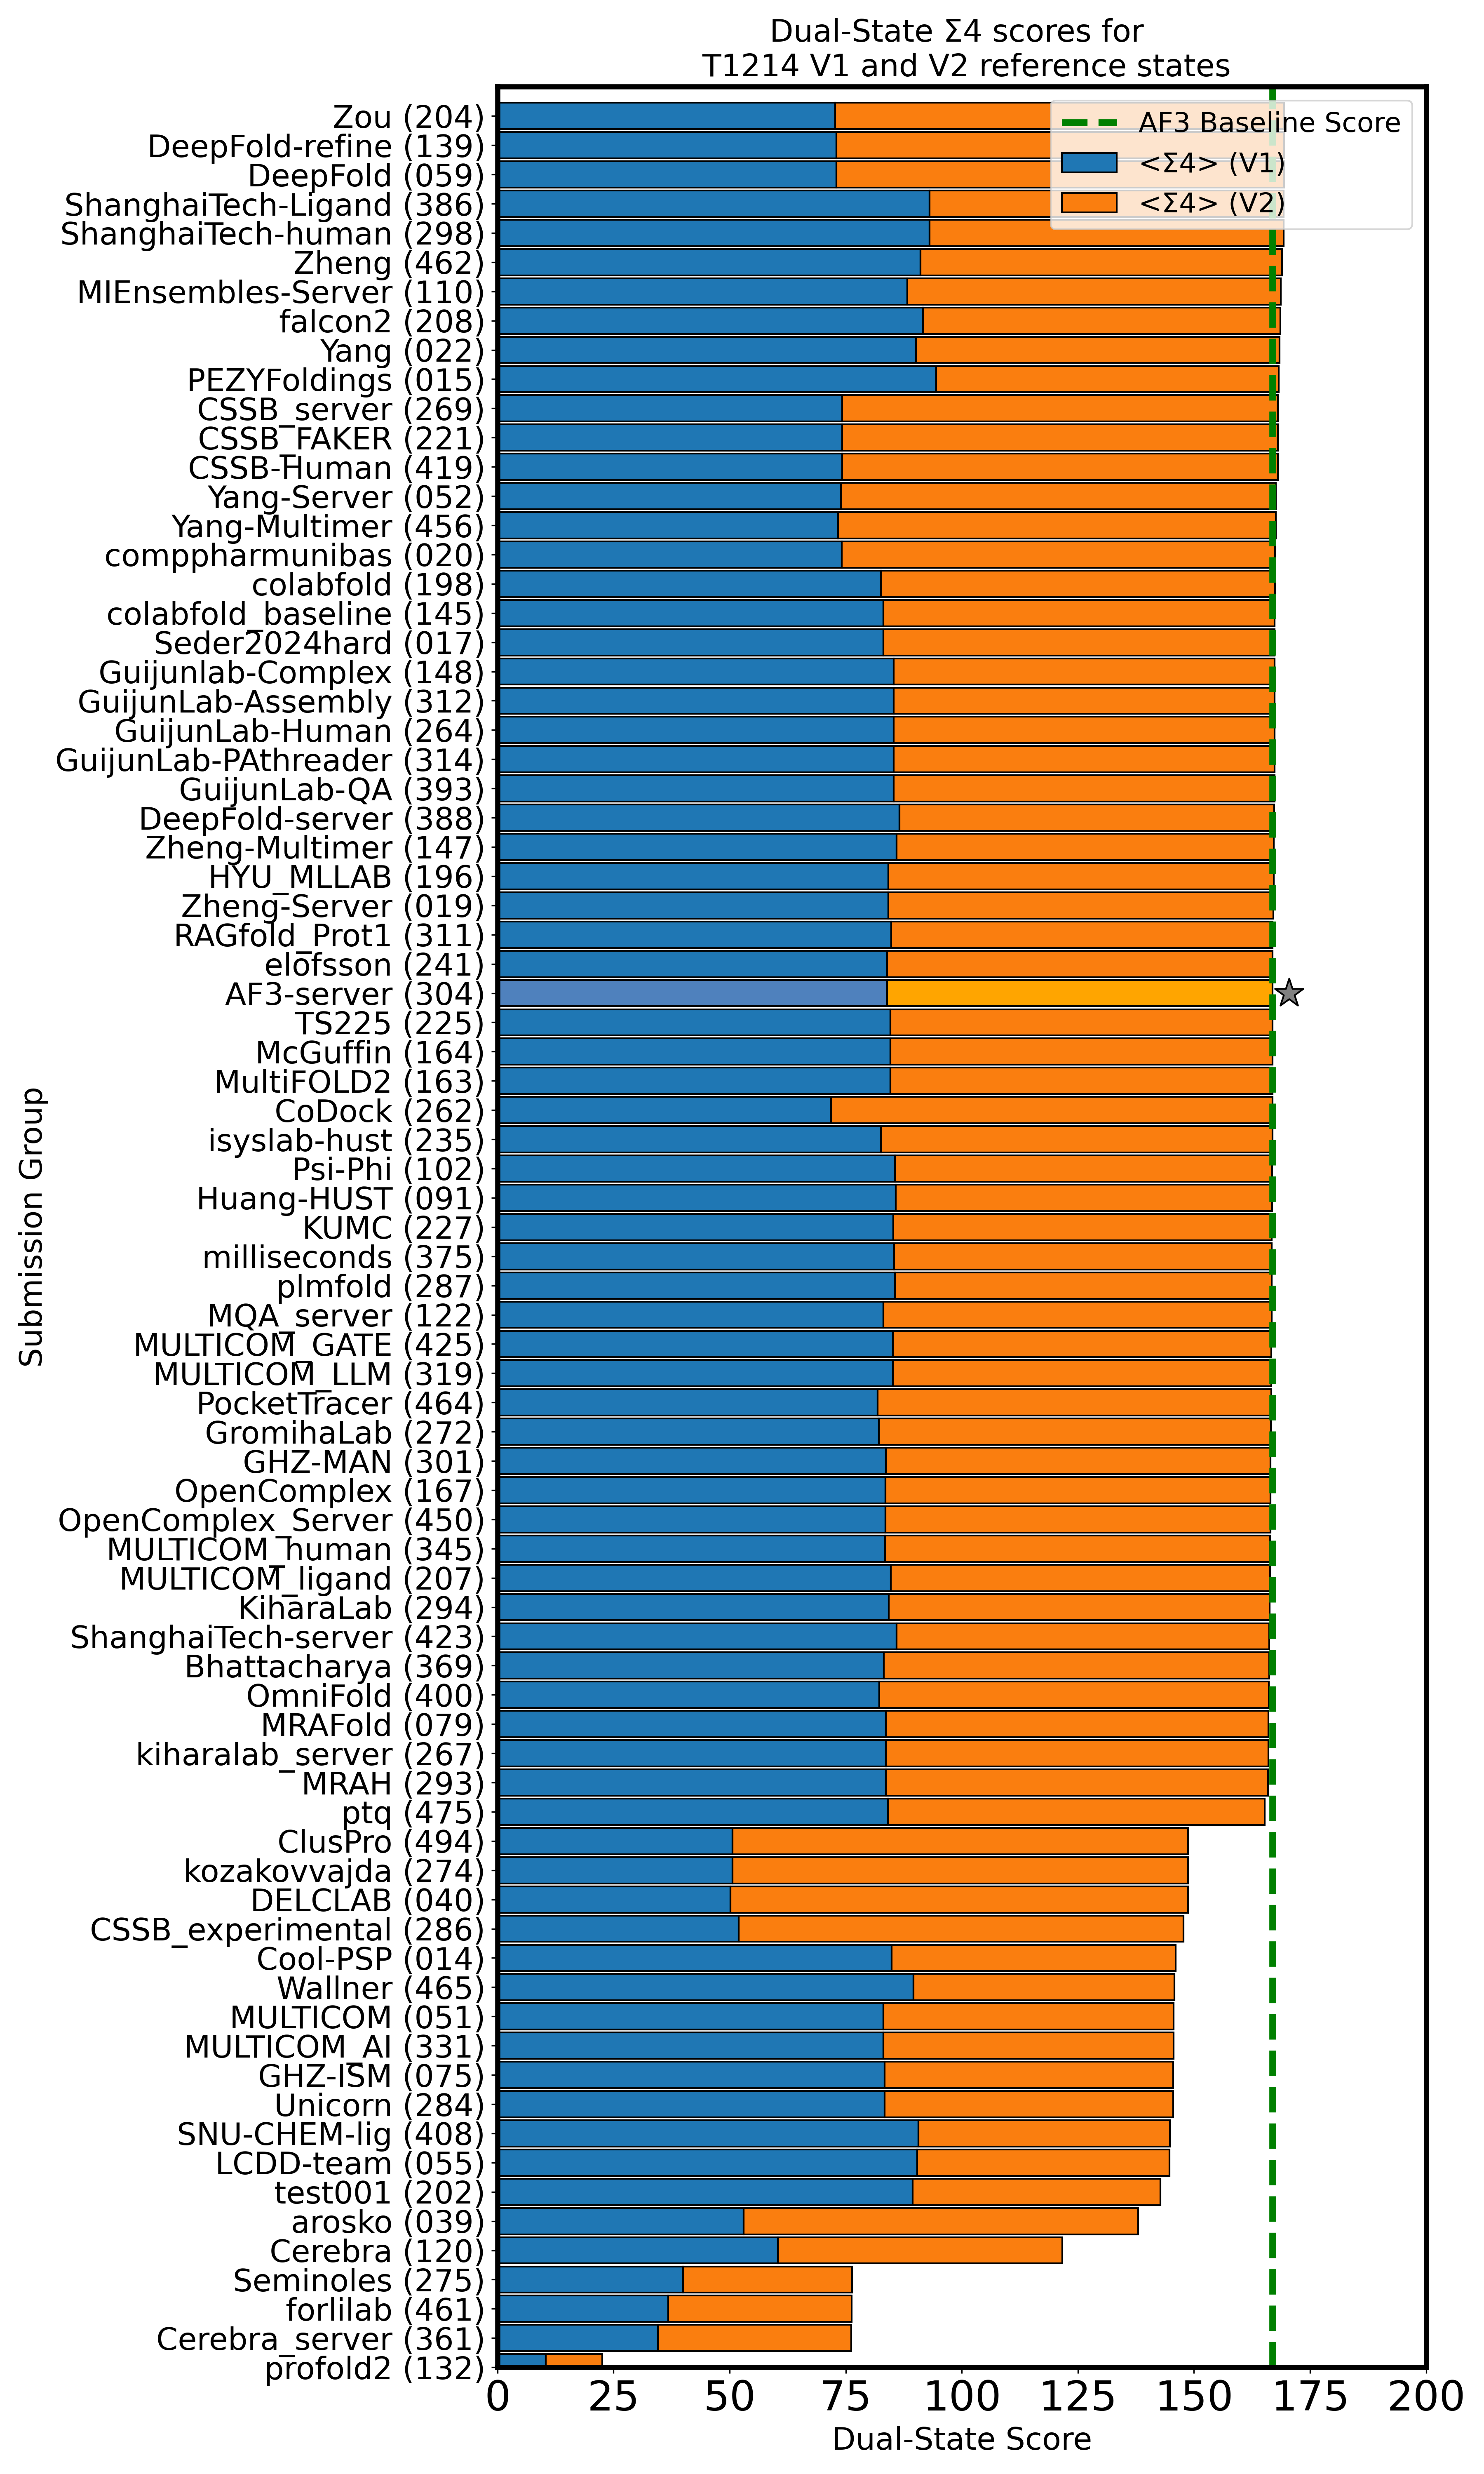 Dual-State Σ4 scores for
T1214 V1 and V2 reference states
AF3 Baseline Score
<Σ4> (V1)
<Σ4> (V2)
Submission Group
Zou (204)
DeepFold-refine (139)
DeepFold (059)
ShanghaiTech-Ligand (386)
ShanghaiTech-human (298)
Zheng (462)
MIEnsembles-Server (110)
falcon2 (208)
Yang (022)
PEZYFoldings (015)
CSSB_server (269)
CSSB_FAKER (221)
CSSB-Human (419)
Yang-Server (052)
Yang-Multimer (456)
comppharmunibas (020)
colabfold (198)
colabfold_baseline (145)
Seder2024hard (017)
Guijunlab-Complex (148)
GuijunLab-Assembly (312)
GuijunLab-Human (264)
GuijunLab-PAthreader (314)
GuijunLab-QA (393)
DeepFold-server (388)
Zheng-Multimer (147)
HYU_MLLAB (196)
Zheng-Server (019)
RAGfold_Prot1 (311)
elofsson (241)
AF3-server (304)
TS225 (225)
McGuffin (164)
MultiFOLD2 (163)
CoDock (262)
isyslab-hust (235)
Psi-Phi (102)
Huang-HUST (091)
KUMC (227)
milliseconds (375)
plmfold (287)
MQA_server (122)
MULTICOM_GATE (425)
MULTICOM_LLM (319)
PocketTracer (464)
GromihaLab (272)
GHZ-MAN (301)
OpenComplex (167)
OpenComplex_Server (450)
MULTICOM_human (345)
MULTICOM_ligand (207)
KiharaLab (294)
ShanghaiTech-server (423)
Bhattacharya (369)
OmniFold (400)
MRAFold (079)
kiharalab_server (267)
MRAH (293)
ptq (475)
ClusPro (494)
kozakovvajda (274)
DELCLAB (040)
CSSB_experimental (286)
Cool-PSP (014)
Wallner (465)
MULTICOM (051)
MULTICOM_AI (331)
GHZ-ISM (075)
Unicorn (284)
SNU-CHEM-lig (408)
LCDD-team (055)
test001 (202)
arosko (039)
Cerebra (120)
Seminoles (275)
forlilab (461)
Cerebra_server (361)
profold2 (132)
0 25 50 75 100 125 150 175 200
Dual-State Score